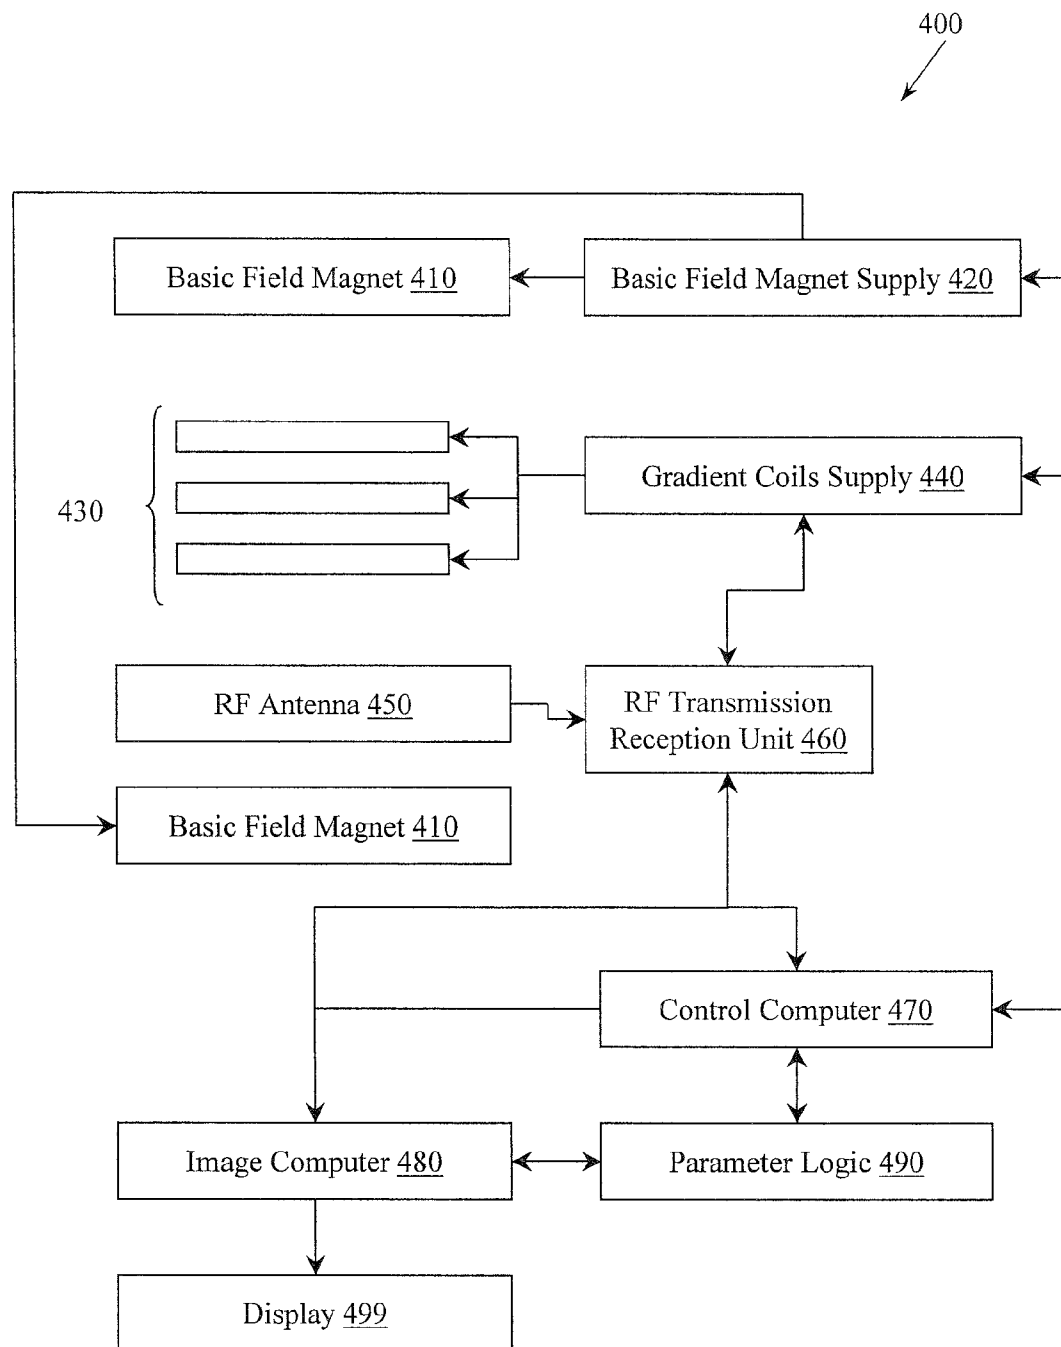 400
Basic Field Magnet 410
Basic Field Magnet Supply 420
430
Gradient Coils Supply 440
RF Antenna 450
RF Transmission
Reception Unit 460
Basic Field Magnet 410
Control Computer 470
Image Computer 480
Parameter Logic 490
Display 499